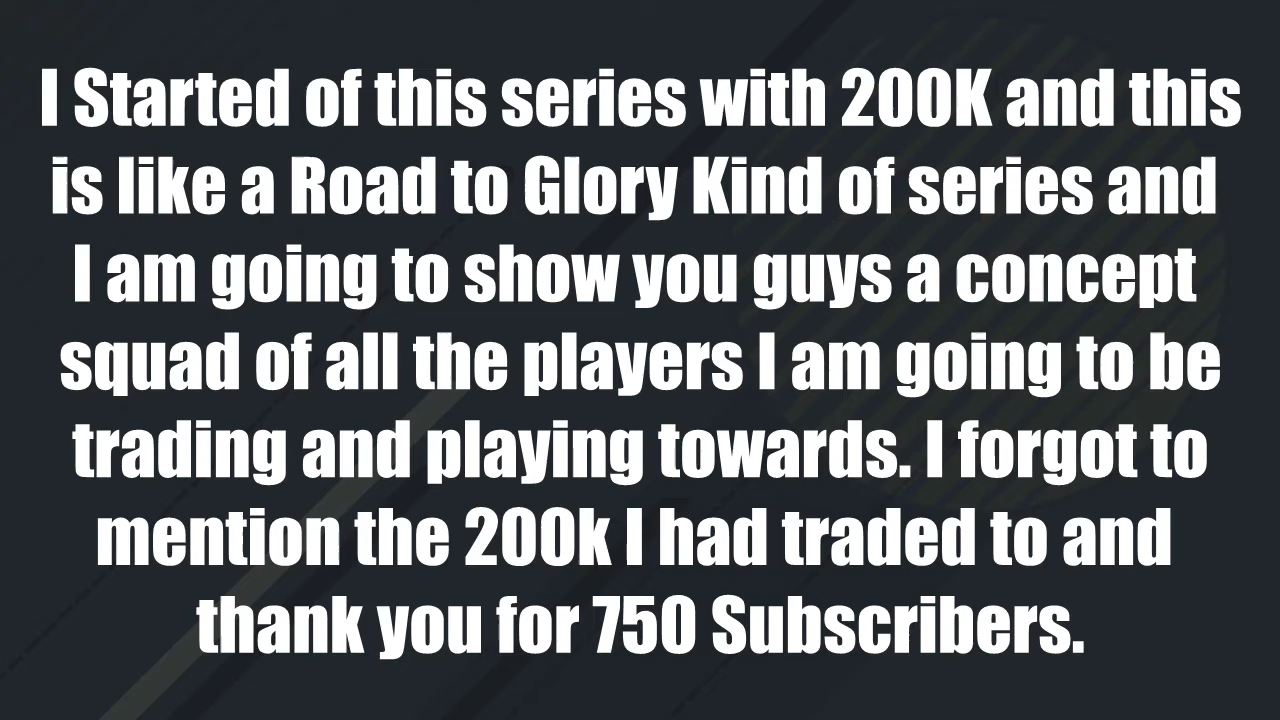 I Started of this series with 200K and this
is like a Road to Glory Kind of series and
I am going to show you guys a concept
squad of all the players I am going to be
trading and playing towards. I forgot to
mention the 200k I had traded to and
thank you for 750 Subscribers.